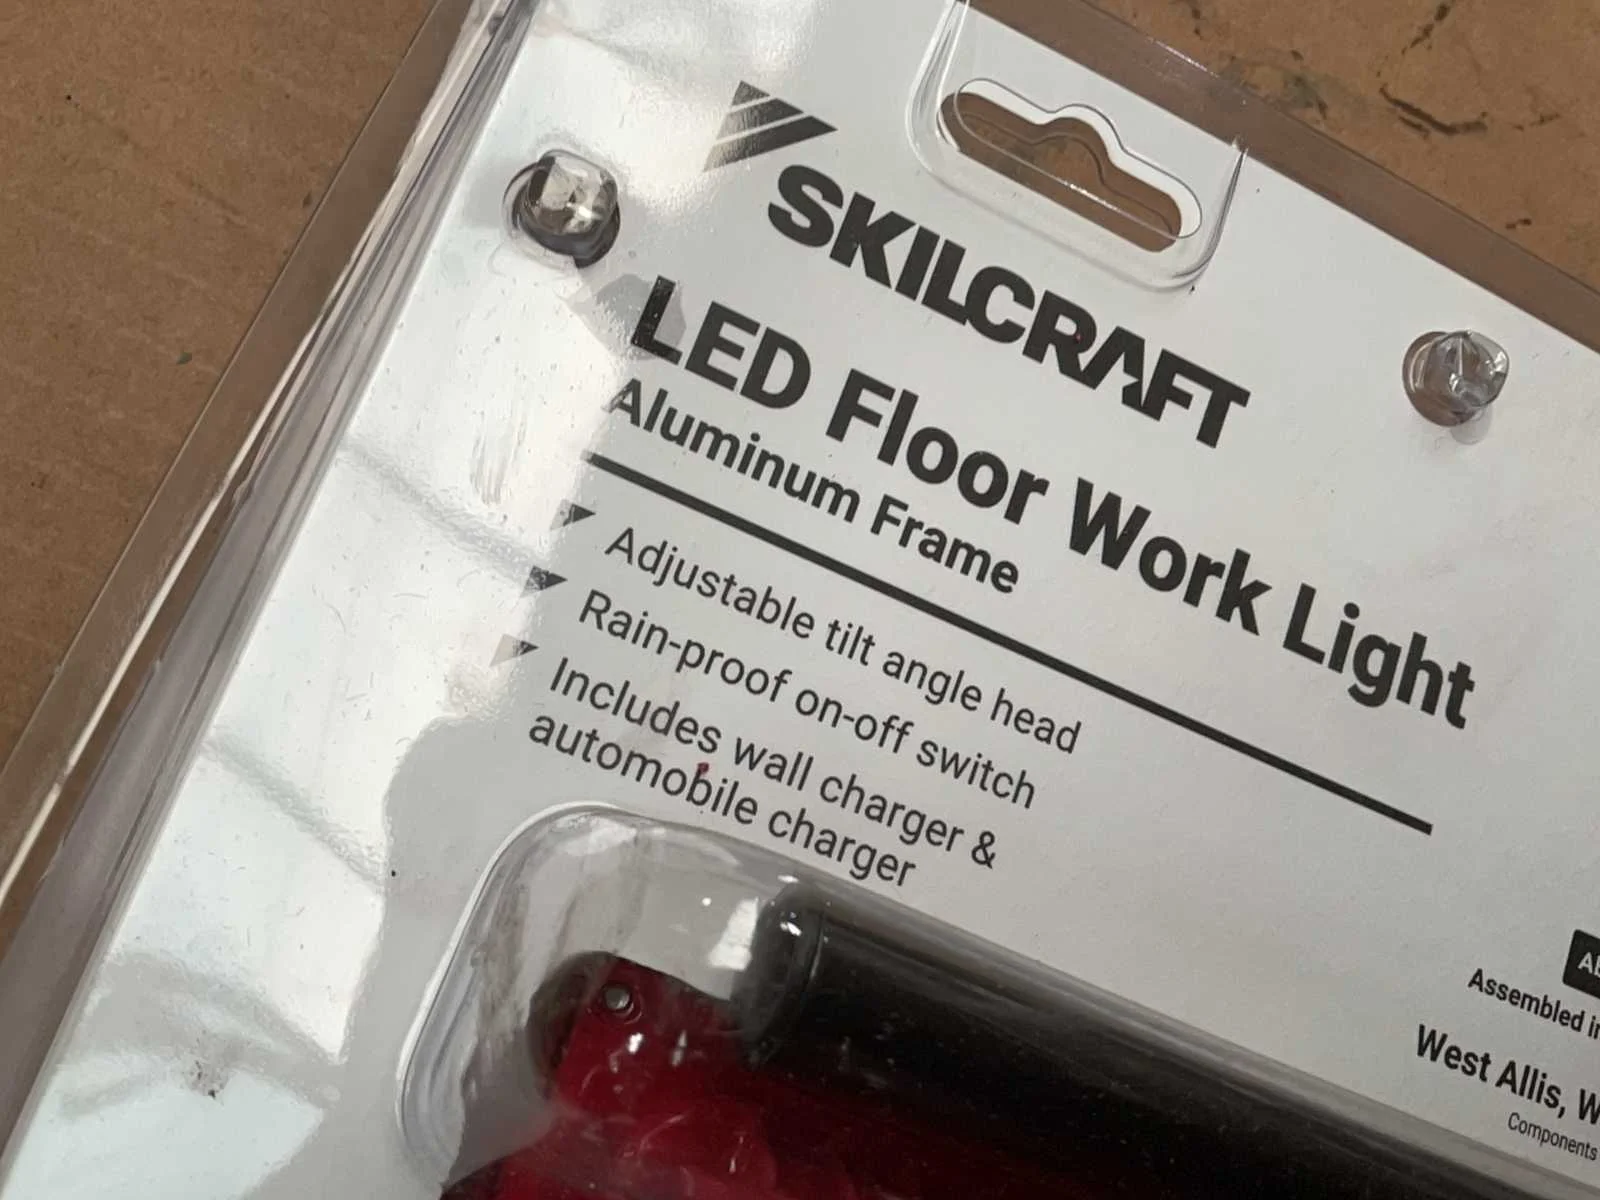 SKILCRAFT
LED Floor Work Light
Aluminum Frame
Adjustable tilt angle head
Rain-proof on-off switch
Includes wall charger &
automobile charger
Assembled
West Allis,
Components